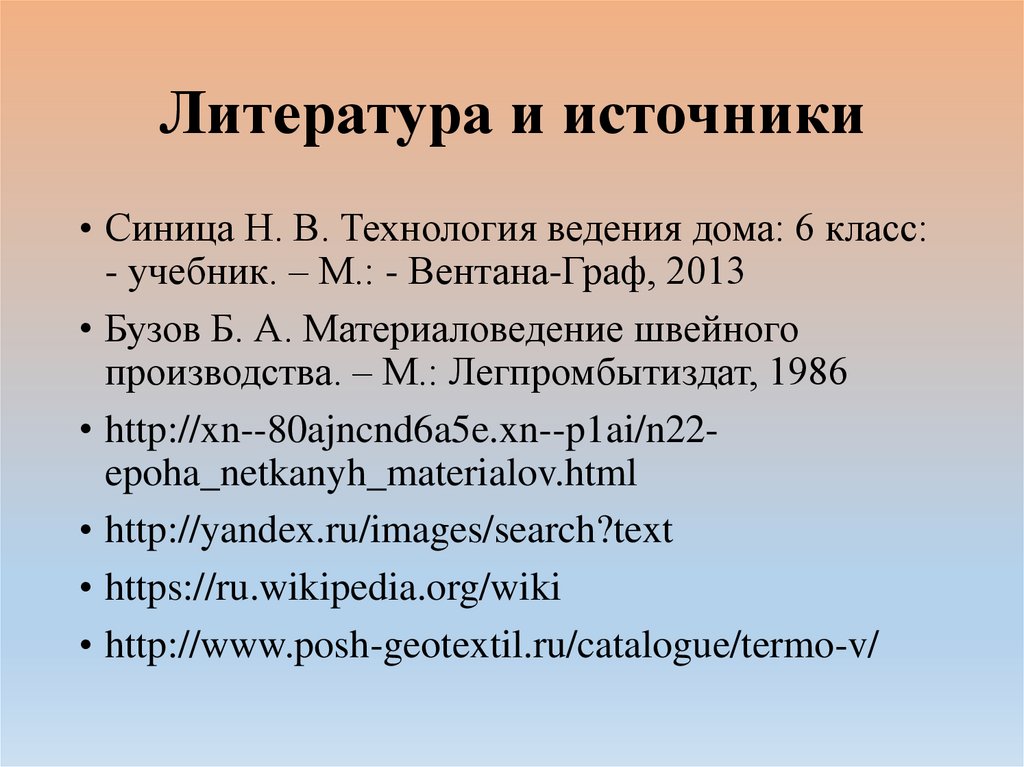 Литература и источники
• Синица Н. В. Технология ведения дома: 6 класс:
- учебник. – М.: - Вентана-Граф, 2013
• Бузов Б. А. Материаловедение швейного
производства. – М.: Легпромбытиздат, 1986
• http://xn--80ajncnd6a5e.xn--p1ai/n22-
epoha_netkanyh_materialov.html
• http://yandex.ru/images/search?text
• https://ru.wikipedia.org/wiki
• http://www.posh-geotextil.ru/catalogue/termo-v/